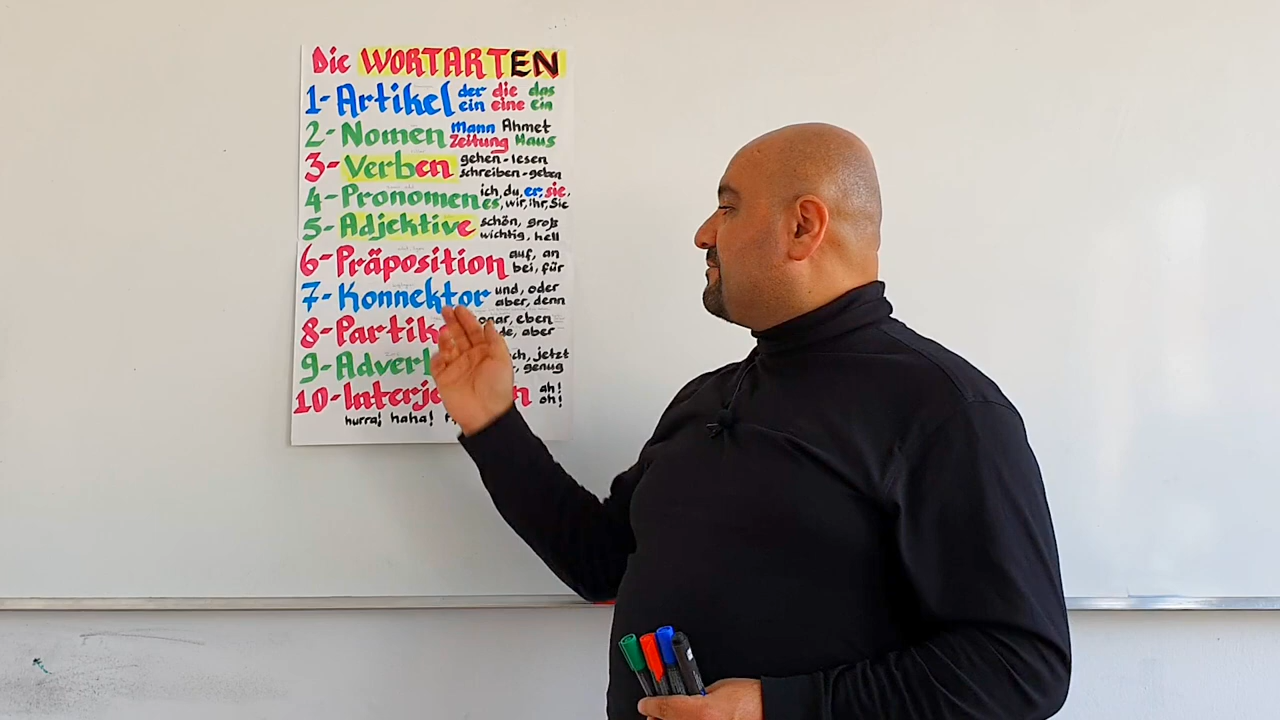 Die WORTARTEN
1- Artikel der die das
ein eine ein
2- Nomen Mann Ahmet
Zeitung Haus
3- Verben gehen - lesen
schreiben - geben
4- Pronomen ich, du, er, sie,
es, wir, ihr, Sie
5- Adjektive schön, groß
wichtig, hell
6- Präposition auf, an
bei, für
7- Konnektor und, oder
aber, denn
8- eben
aber
9- jetzt
genug
10- ah!
oh!
hurra! haha!